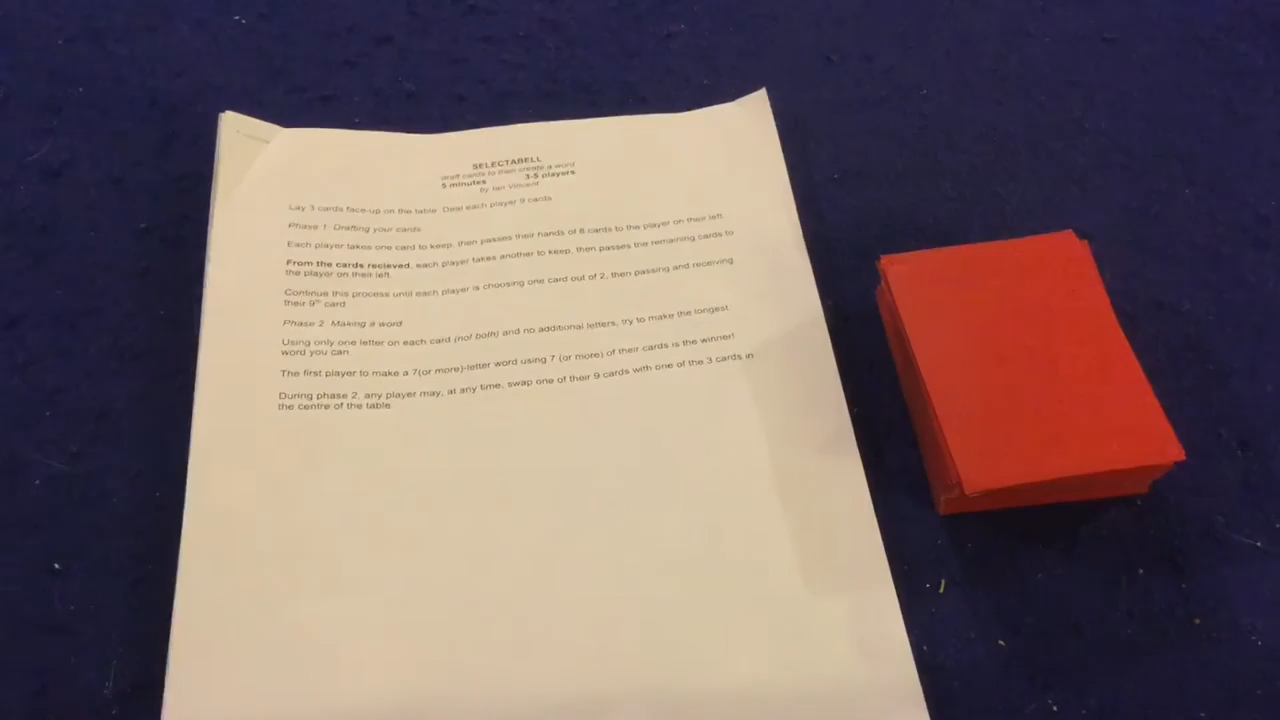 SELECTABELL
draft cards to then create a word
5 minutes 3-5 players
by Ian Vincent
Lay 3 cards face-up on the table. Deal each player 9 cards
Phase 1: Drafting your cards
Each player takes one card to keep, then passes their hands of 8 cards to the player on their left.
From the cards recieved, each player takes another to keep, then passes the remaining cards to
the player on their left.
Continue this process until each player is choosing one card out of 2, then passing and receiving
their 9th card
Phase 2: Making a word
Using only one letter on each card (not both) and no additional letters, try to make the longest
word you can
The first player to make a 7(or more)-letter word using 7 (or more) of their cards is the winner!
During phase 2, any player may, at any time, swap one of their 9 cards with one of the 3 cards in
the centre of the table